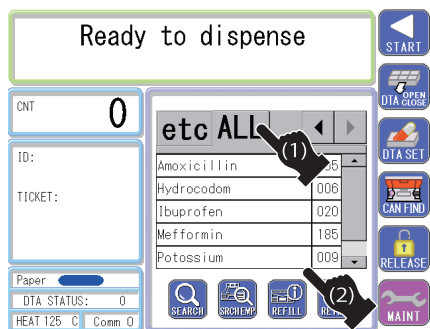 Ready to dispense
START
DTA OPEN CLOSE
CNT
0
etc ALL
(1)
DTA SET
ID:
TICKET:
Amoxicillin
Hydrocodom 006
Ibuprofen 020
Mefformin 185
Potossium 009
CAN FIND
RELEASE
Paper
DTA STATUS: 0
HEAT 125 C Comm 0
SEARCH
SRCHEMP
REFILL
(2)
MAINT